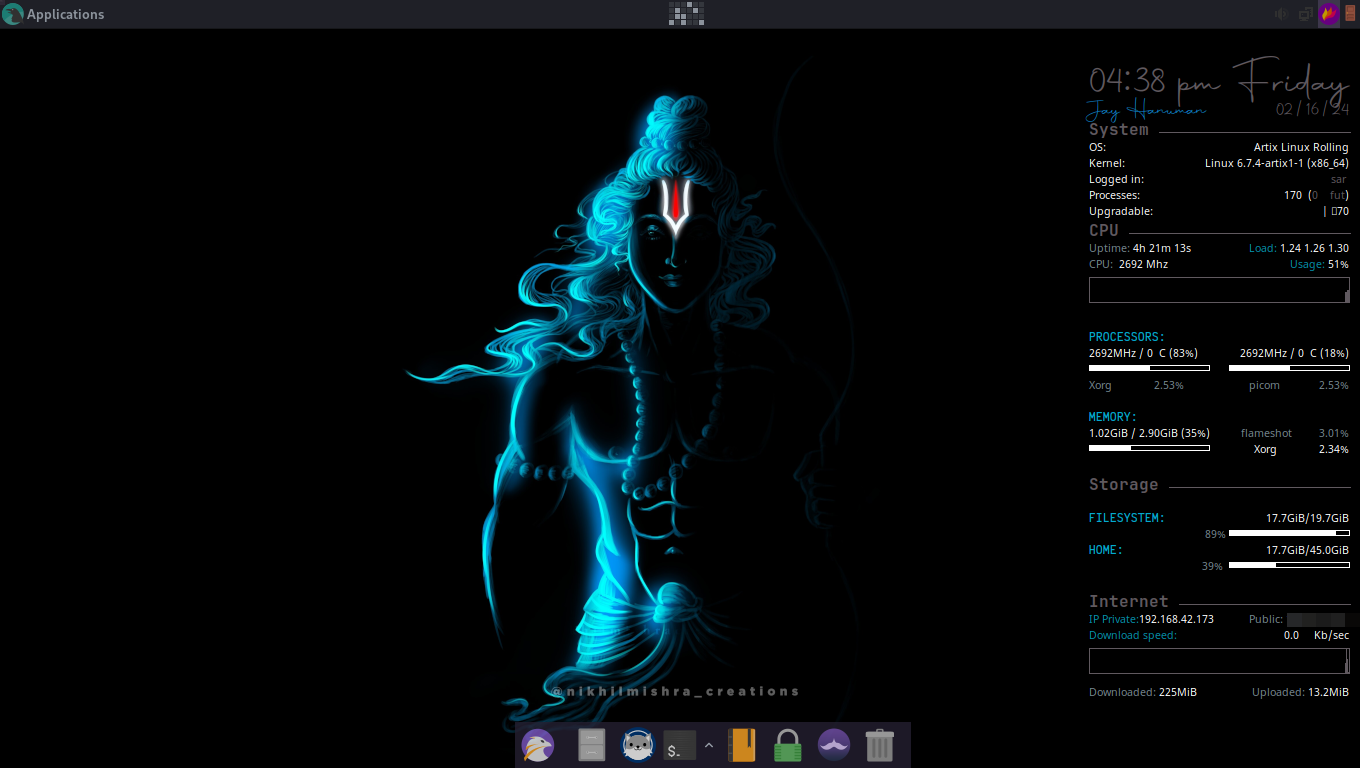 Applications
04:38 pm Friday
Jay Hanuman 02/16/24
System
OS: Artix Linux Rolling
Kernel: Linux 6.7.4-artix1-1 (x86_64)
Logged in: sar
Processes: 170 (0 fut)
Upgradable: | 70
CPU
Uptime: 4h 21m 13s Load: 1.24 1.26 1.30
CPU: 2692 Mhz Usage: 51%
PROCESSORS:
2692MHz / 0 C (83%) 2692MHz / 0 C (18%)
Xorg 2.53% picom 2.53%
MEMORY:
1.02GiB / 2.90GiB (35%) flameshot 3.01%
Xorg 2.34%
Storage
FILESYSTEM: 17.7GiB/19.7GiB
89%
HOME: 17.7GiB/45.0GiB
39%
Internet
IP Private:192.168.42.173 Public:
Download speed: 0.0 Kb/sec
Downloaded: 225MiB Uploaded: 13.2MiB
@nikhilmishra_creations
$_